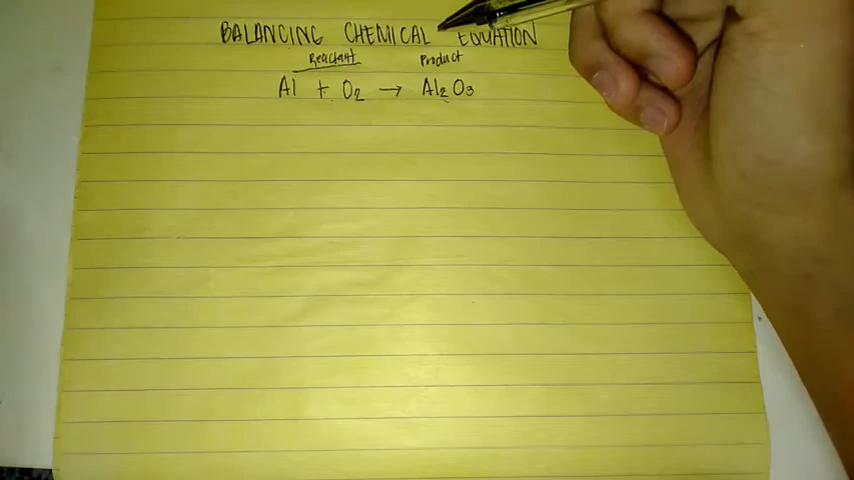 BALANCING CHEMICAL EQUATION
Reactant Product
Al + O₂ → Al₂O₃